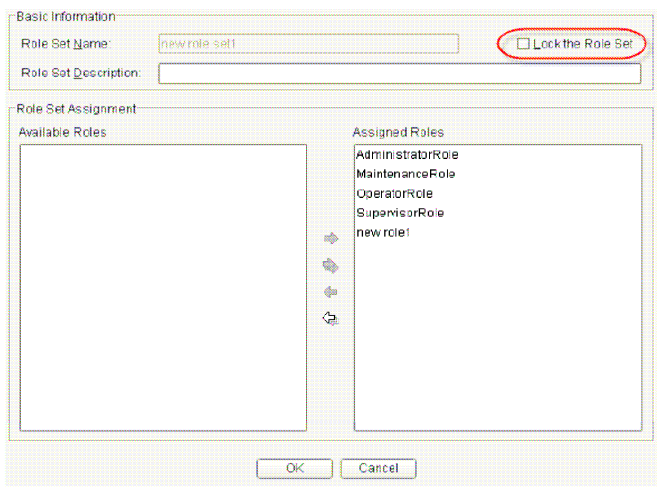 Basic Information
Role Set Name: new role set1 Lock the Role Set
Role Set Description:
Role Set Assignment
Available Roles Assigned Roles
AdministratorRole
MaintenanceRole
OperatorRole
SupervisorRole
new role1
OK Cancel